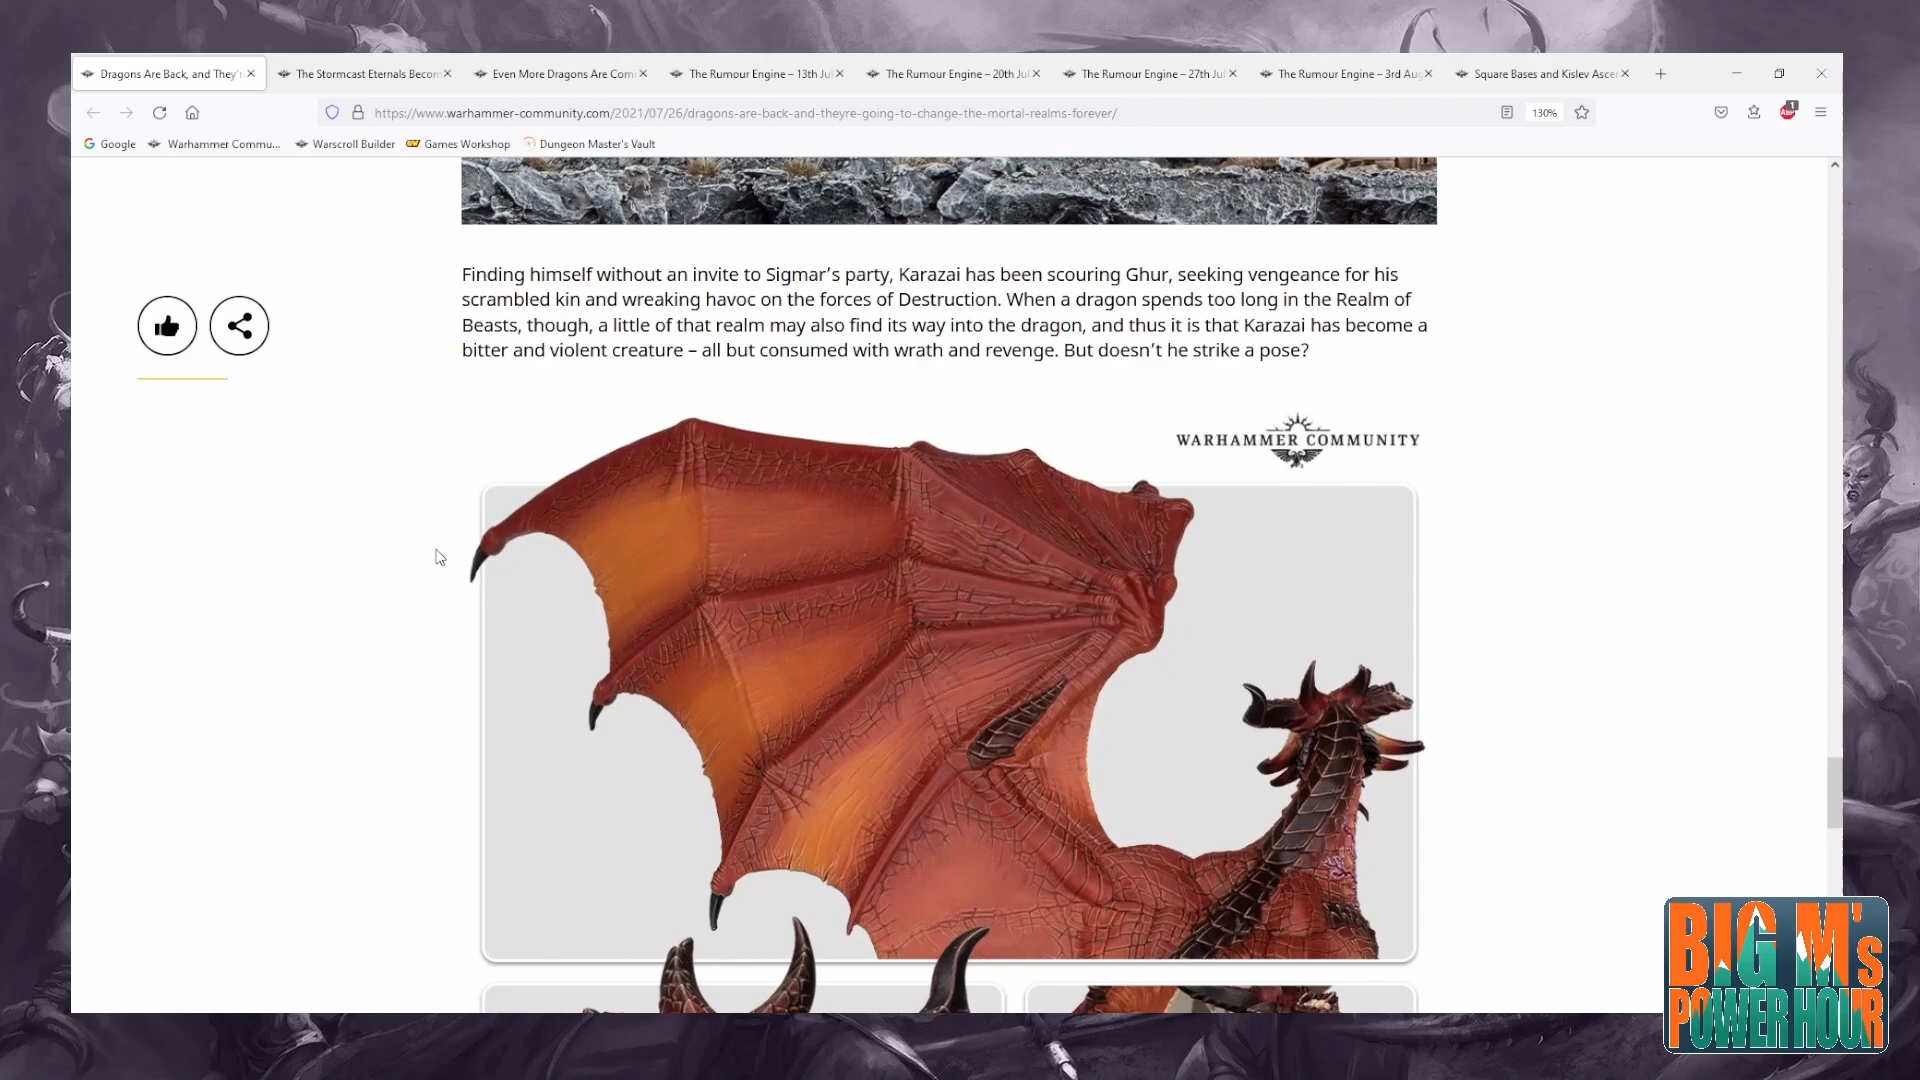 Dragons Are Back, and They'r
The Stormcast Eternals Becom
Even More Dragons Are Comi
The Rumour Engine – 13th Jul
The Rumour Engine – 20th Jul
The Rumour Engine – 27th Jul
The Rumour Engine – 3rd Aug
Square Bases and Kislev Ascen
https://www.warhammer-community.com/2021/07/26/dragons-are-back-and-theyre-going-to-change-the-mortal-realms-forever/
130%
1
Google
Warhammer Commu...
Warscroll Builder
Games Workshop
Dungeon Master's Vault
Finding himself without an invite to Sigmar's party, Karazai has been scouring Ghur, seeking vengeance for his
scrambled kin and wreaking havoc on the forces of Destruction. When a dragon spends too long in the Realm of
Beasts, though, a little of that realm may also find its way into the dragon, and thus it is that Karazai has become a
bitter and violent creature – all but consumed with wrath and revenge. But doesn't he strike a pose?
WARHAMMER COMMUNITY
BIG M's
POWER HOUR